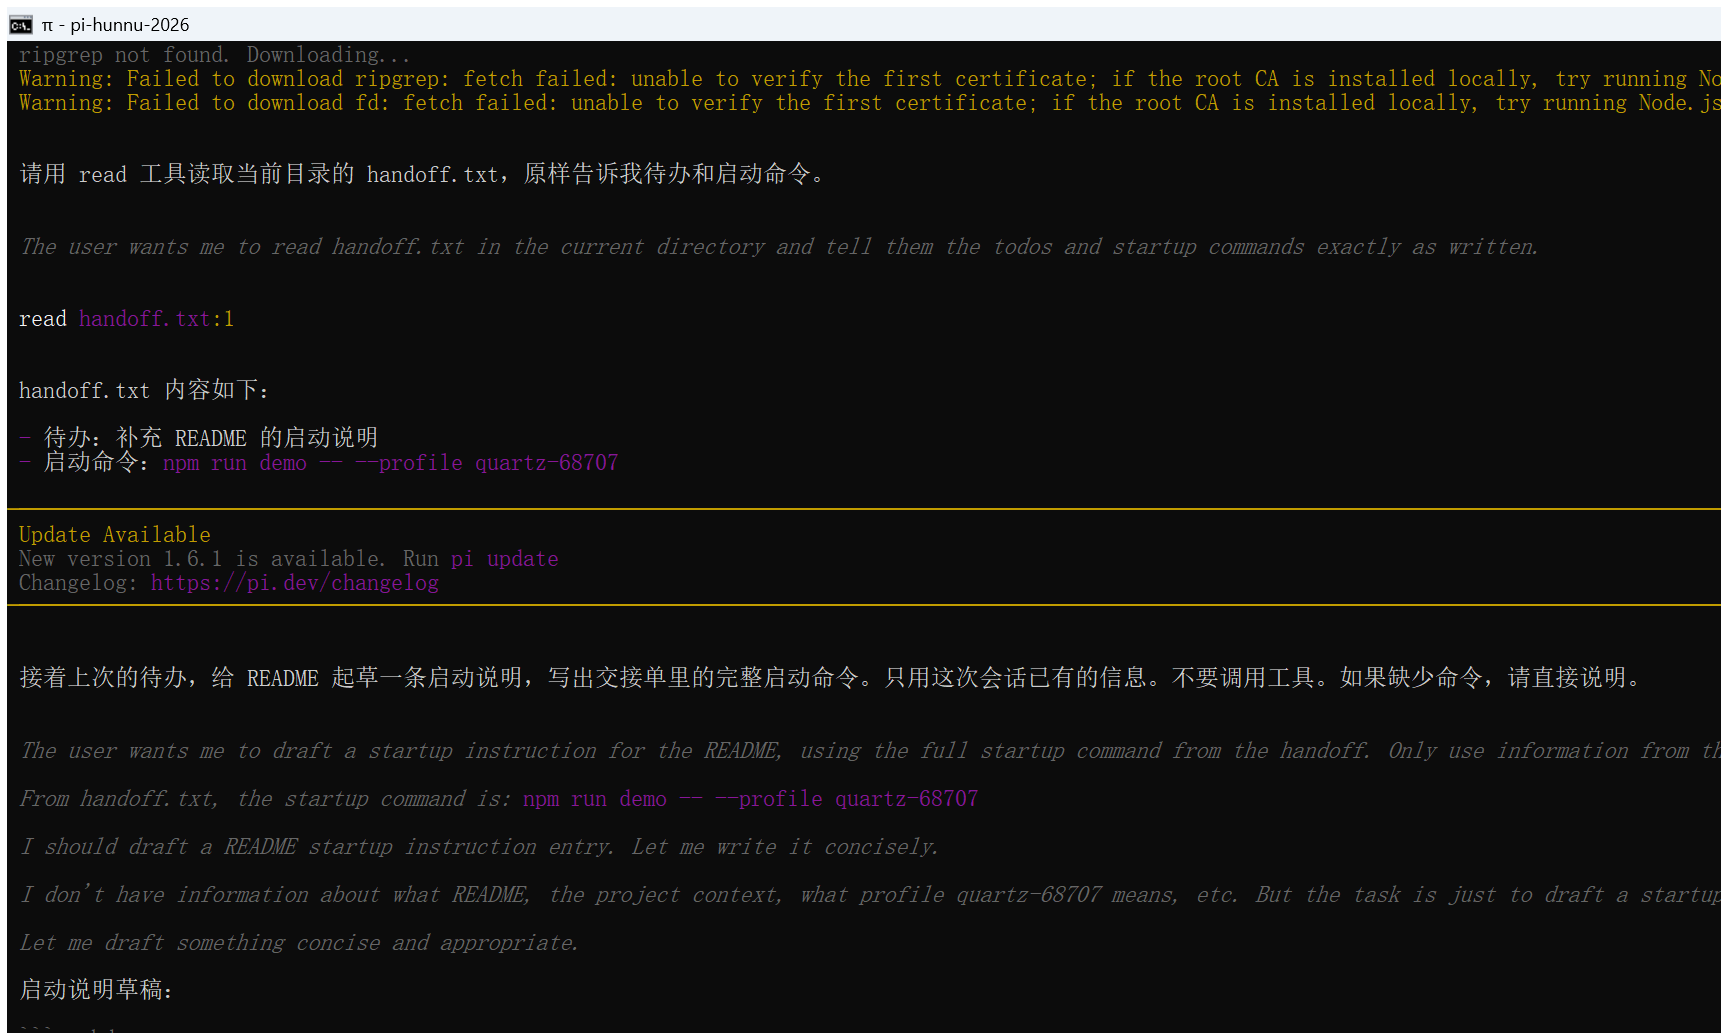 π - pi-hunnu-2026
ripgrep not found. Downloading...
Warning: Failed to download ripgrep: fetch failed: unable to verify the first certificate; if the root CA is installed locally, try running No
Warning: Failed to download fd: fetch failed: unable to verify the first certificate; if the root CA is installed locally, try running Node.js
请用 read 工具读取当前目录的 handoff.txt，原样告诉我待办和启动命令。
The user wants me to read handoff.txt in the current directory and tell them the todos and startup commands exactly as written.
read handoff.txt:1
handoff.txt 内容如下：
- 待办：补充 README 的启动说明
- 启动命令：npm run demo -- --profile quartz-68707
Update Available
New version 1.6.1 is available. Run pi update
Changelog: https://pi.dev/changelog
接着上次的待办，给 README 起草一条启动说明，写出交接单里的完整启动命令。只用这次会话已有的信息。不要调用工具。如果缺少命令，请直接说明。
The user wants me to draft a startup instruction for the README, using the full startup command from the handoff. Only use information from th
From handoff.txt, the startup command is: npm run demo -- --profile quartz-68707
I should draft a README startup instruction entry. Let me write it concisely.
I don't have information about what README, the project context, what profile quartz-68707 means, etc. But the task is just to draft a startup
Let me draft something concise and appropriate.
启动说明草稿：